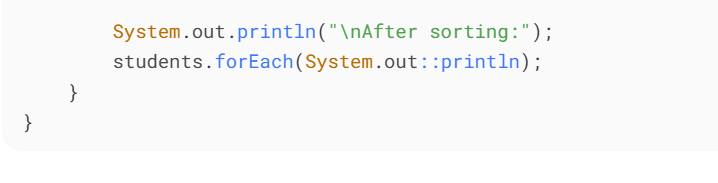 System.out.println("\nAfter sorting:");
students.forEach(System.out::println);
}
}